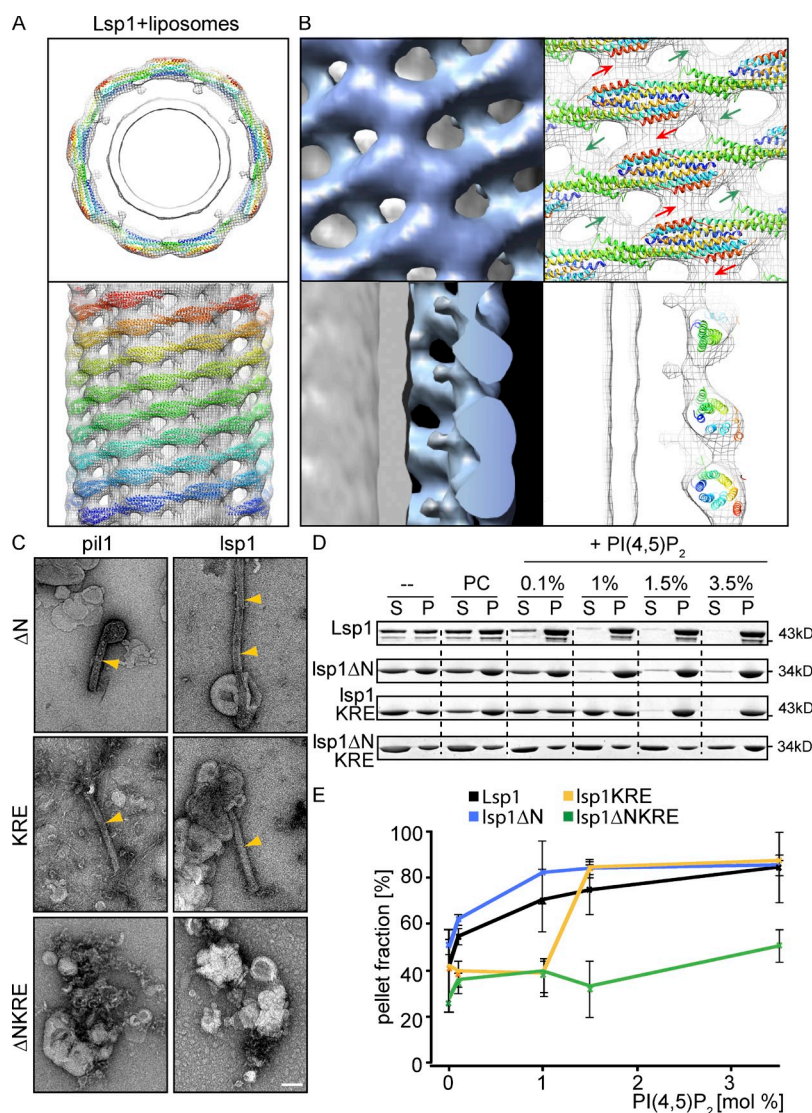 A
Lsp1+liposomes
B
C
pil1
lsp1
ΔN
KRE
ΔNKRE
D
+ PI(4,5)P2
-- PC 0.1% 1% 1.5% 3.5%
S P S P S P S P S P S P
Lsp1 43kD
lsp1ΔN 34kD
lsp1
KRE 43kD
lsp1ΔN
KRE 34kD
E
Lsp1 lsp1KRE
lsp1ΔN lsp1ΔNKRE
pellet fraction [%]
100
80
60
40
20
0
0 1 2 3
PI(4,5)P2 [mol %]